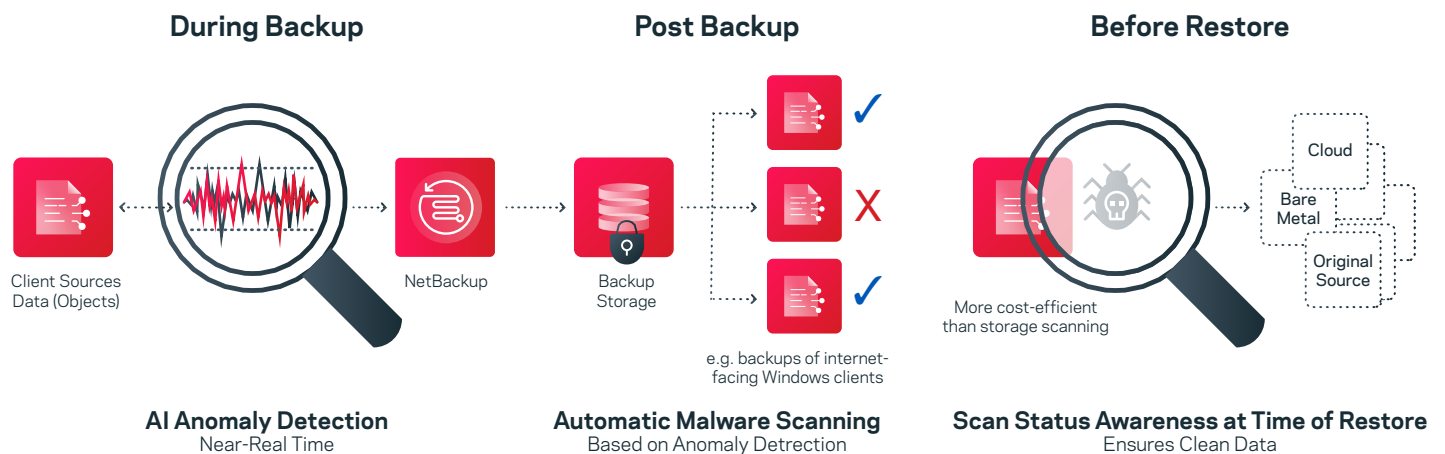 During Backup
Post Backup
Before Restore
Client Sources
Data (Objects)
NetBackup
Backup
Storage
X
e.g. backups of internet-
facing Windows clients
More cost-efficient
than storage scanning
Cloud
Bare
Metal
Original
Source
AI Anomaly Detection
Near-Real Time
Automatic Malware Scanning
Based on Anomaly Detrection
Scan Status Awareness at Time of Restore
Ensures Clean Data